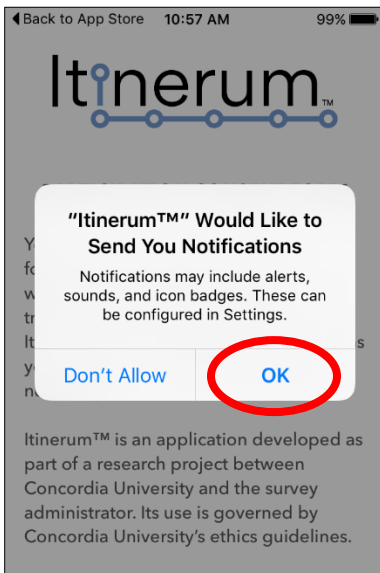 Back to App Store 10:57 AM 99%
Itinerum™
"Itinerum™" Would Like to
Send You Notifications
Notifications may include alerts,
sounds, and icon badges. These can
be configured in Settings.
Don't Allow OK
Itinerum™ is an application developed as
part of a research project between
Concordia University and the survey
administrator. Its use is governed by
Concordia University's ethics guidelines.